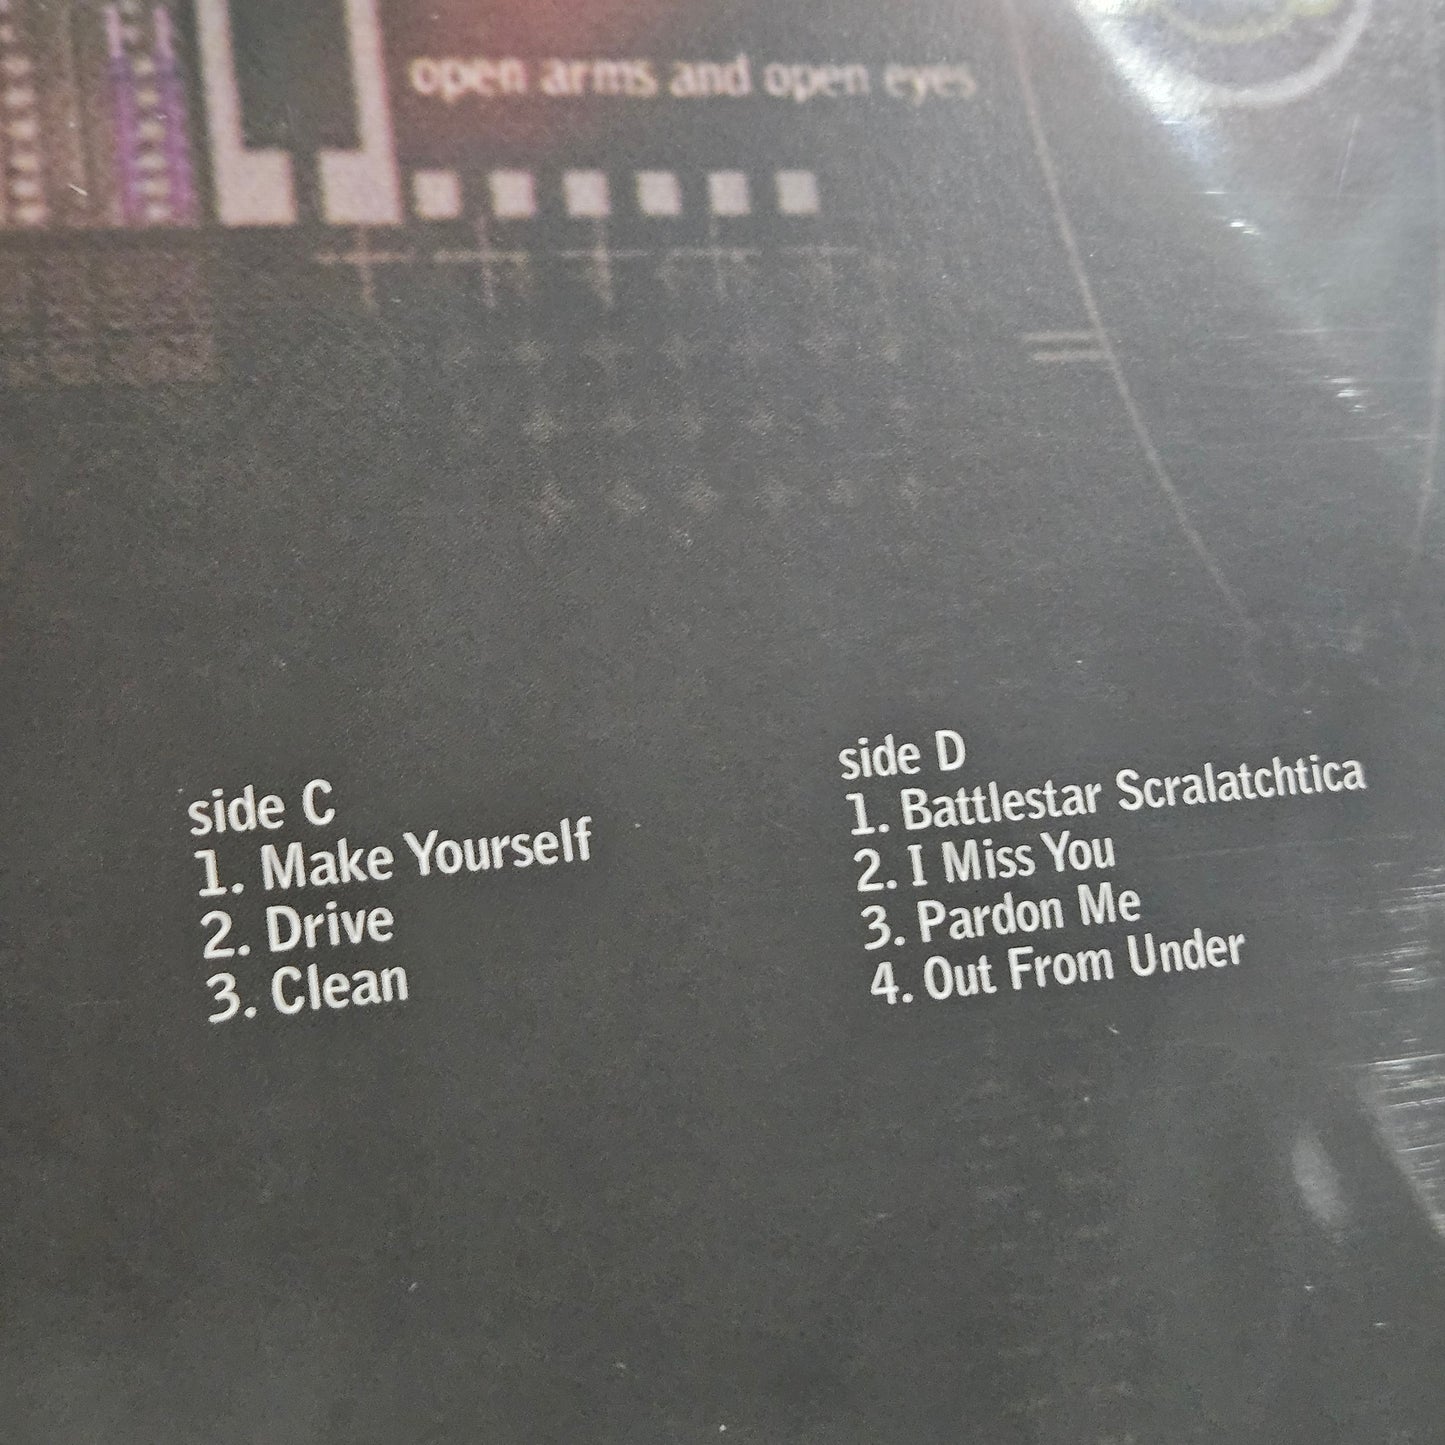 open arms and open eyes
side C
1. Make Yourself
2. Drive
3. Clean
side D
1. Battlestar Scralatchtica
2. I Miss You
3. Pardon Me
4. Out From Under